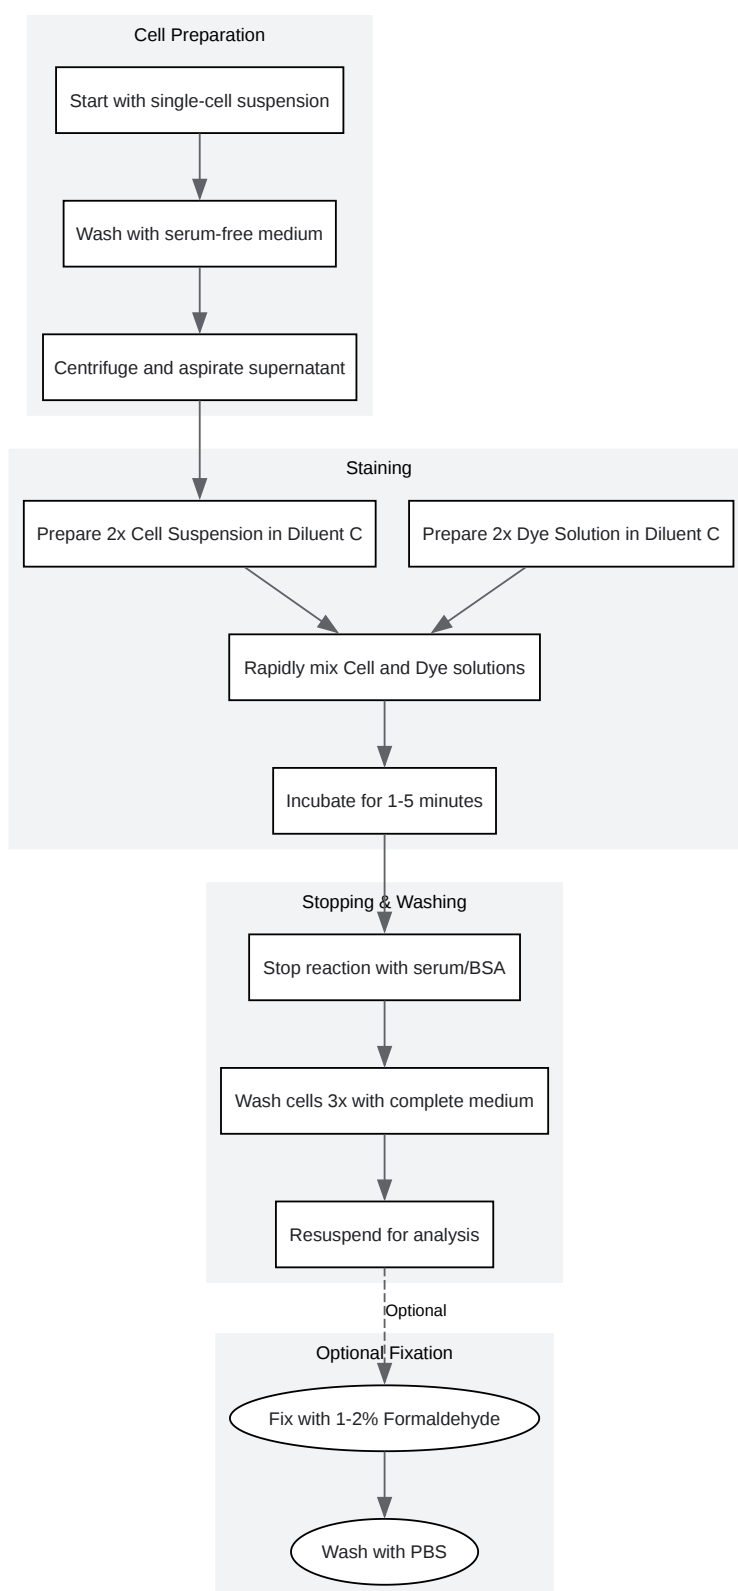 Cell Preparation
Start with single-cell suspension
Wash with serum-free medium
Centrifuge and aspirate supernatant
Staining
Prepare 2x Cell Suspension in Diluent C
Prepare 2x Dye Solution in Diluent C
Rapidly mix Cell and Dye solutions
Incubate for 1-5 minutes
Stopping & Washing
Stop reaction with serum/BSA
Wash cells 3x with complete medium
Resuspend for analysis
Optional
Optional Fixation
Fix with 1-2% Formaldehyde
Wash with PBS